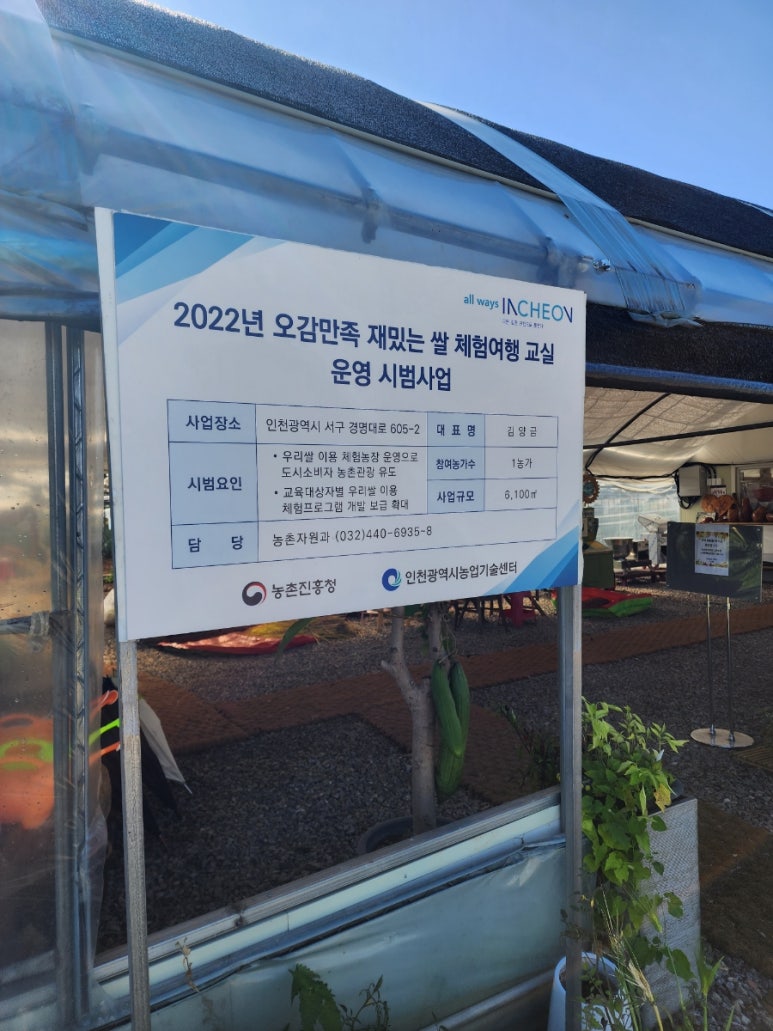 all ways INCHEON
2022년 오감만족 재밌는 쌀 체험여행 교실
운영 시범사업
사업장소 인천광역시 서구 경명대로 605-2 대 표 명 김 양 금
시범요인
• 우리쌀 이용 체험농장 운영으로
도시소비자 농촌관광 유도
• 교육대상자별 우리쌀 이용
체험프로그램 개발 보급 확대
참여농가수 1농가
사업규모 6,100㎡
담 당 농촌자원과 (032)440-6935~8
농촌진흥청 인천광역시농업기술센터